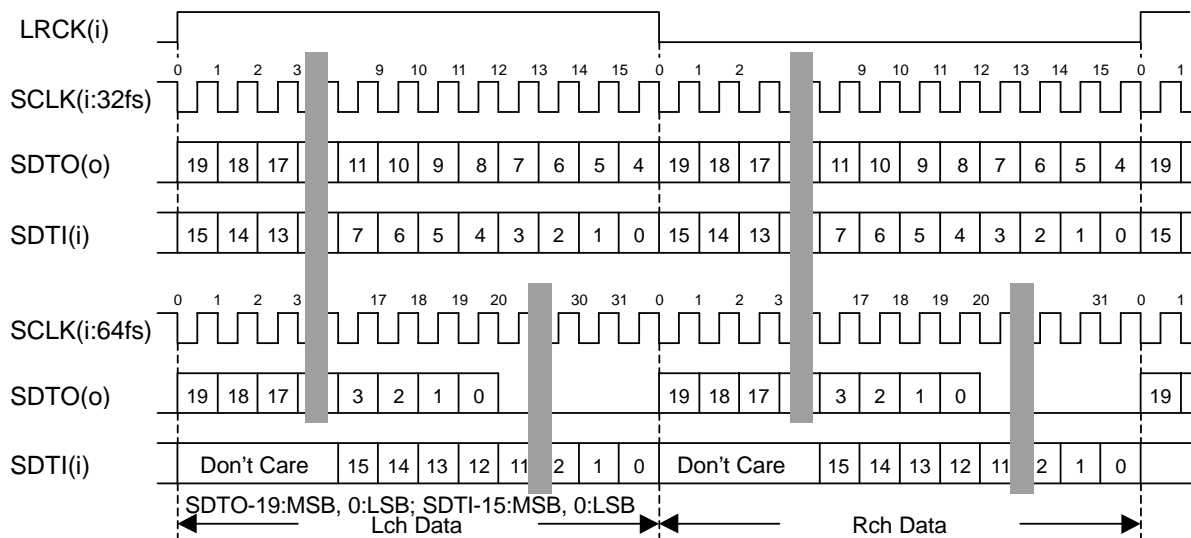 LRCK(i)
0 1 2 3 9 10 11 12 13 14 15 0 1 2 9 10 11 12 13 14 15 0 1
SCLK(i:32fs)
SDTO(o) 19 18 17 11 10 9 8 7 6 5 4 19 18 17 11 10 9 8 7 6 5 4 19
SDTI(i) 15 14 13 7 6 5 4 3 2 1 0 15 14 13 7 6 5 4 3 2 1 0 15
0 1 2 3 17 18 19 20 30 31 0 1 2 3 17 18 19 20 31 0 1
SCLK(i:64fs)
SDTO(o) 19 18 17 3 2 1 0 19 18 17 3 2 1 0 19
SDTI(i) Don't Care 15 14 13 12 11 2 1 0 Don't Care 15 14 13 12 11 2 1 0
SDTO-19:MSB, 0:LSB; SDTI-15:MSB, 0:LSB
Lch Data Rch Data